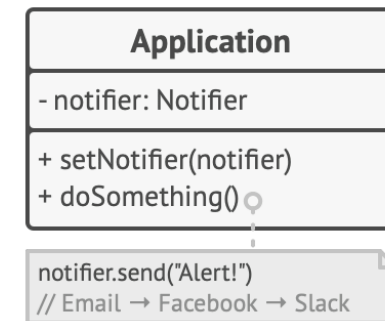 Application
- notifier: Notifier
+ setNotifier(notifier)
+ doSomething()
notifier.send("Alert!")
// Email → Facebook → Slack